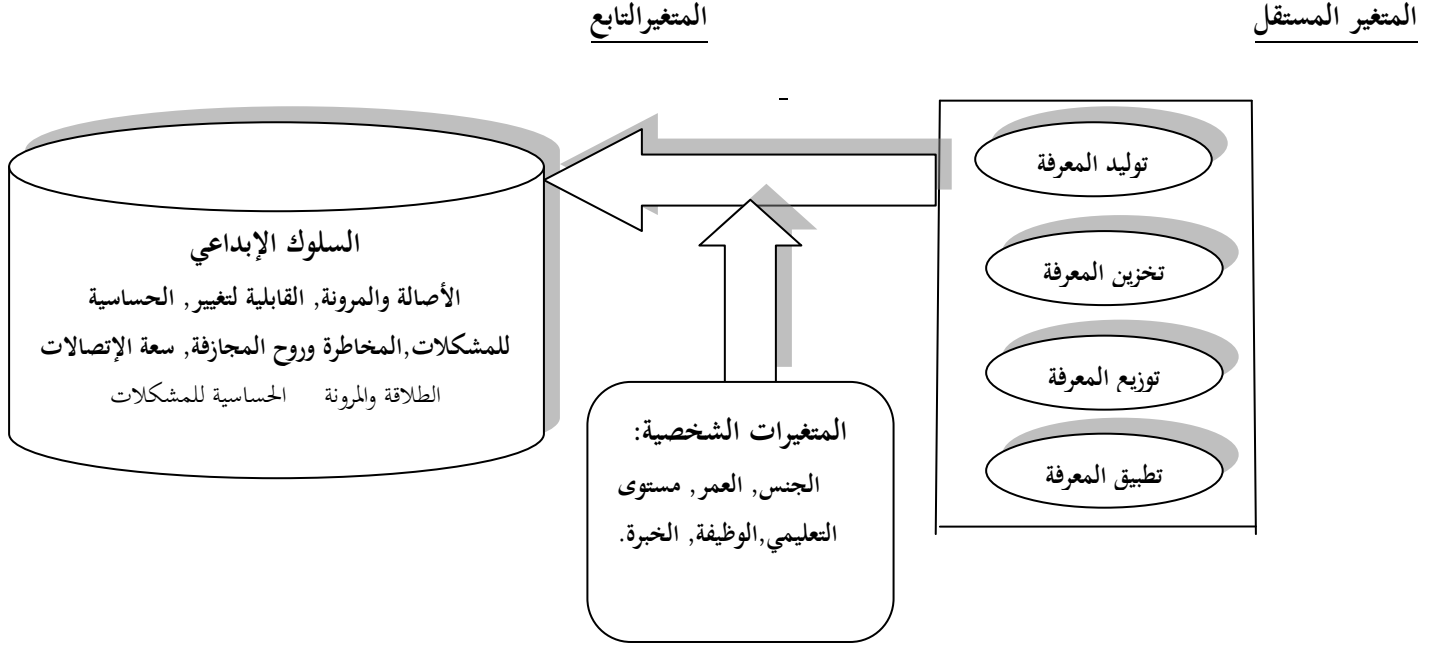 المتغير المستقل
المتغيرالتابع
توليد المعرفة
تخزين المعرفة
توزيع المعرفة
تطبيق المعرفة
السلوك الإبداعي
الأصالة والمرونة, القابلية لتغيير, الحساسية
للمشكلات,المخاطرة وروح المجازفة, سعة الإتصالات
الطلاقة والمرونة الحساسية للمشكلات
المتغيرات الشخصية:
الجنس, العمر, مستوى
التعليمي,الوظيفة, الخبرة.